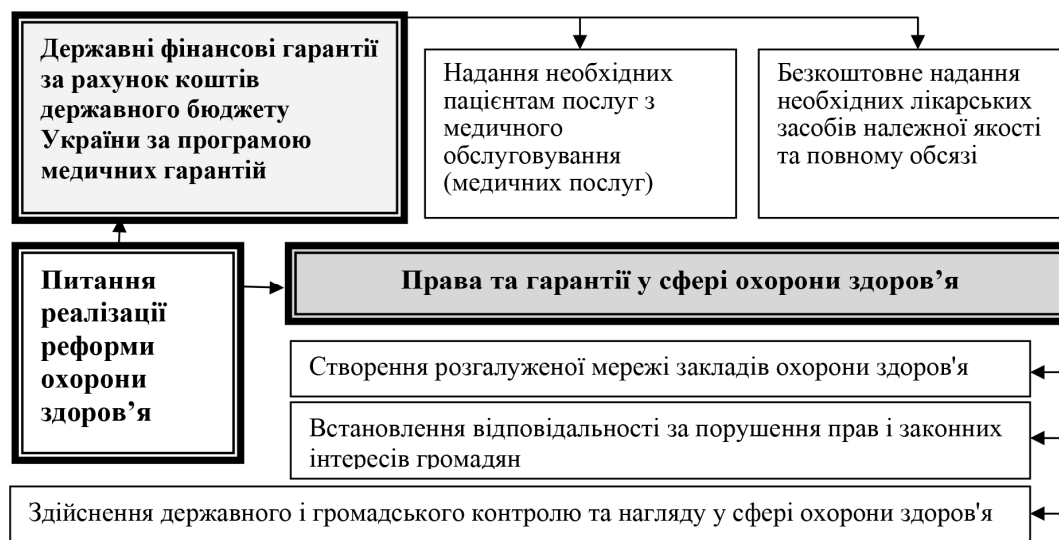 Державні фінансові гарантії
за рахунок коштів
державного бюджету
України за програмою
медичних гарантій
Надання необхідних
пацієнтам послуг з
медичного
обслуговування
(медичних послуг)
Безкоштовне надання
необхідних лікарських
засобів належної якості
та повному обсязі
Питання
реалізації
реформи
охорони
здоров’я
Права та гарантії у сфері охорони здоров’я
Створення розгалуженої мережі закладів охорони здоров'я
Встановлення відповідальності за порушення прав і законних
інтересів громадян
Здійснення державного і громадського контролю та нагляду у сфері охорони здоров'я